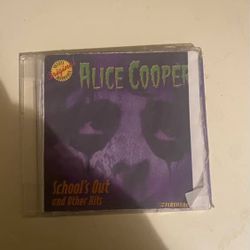 ALICE COOPER
School's Out
and Other Hits